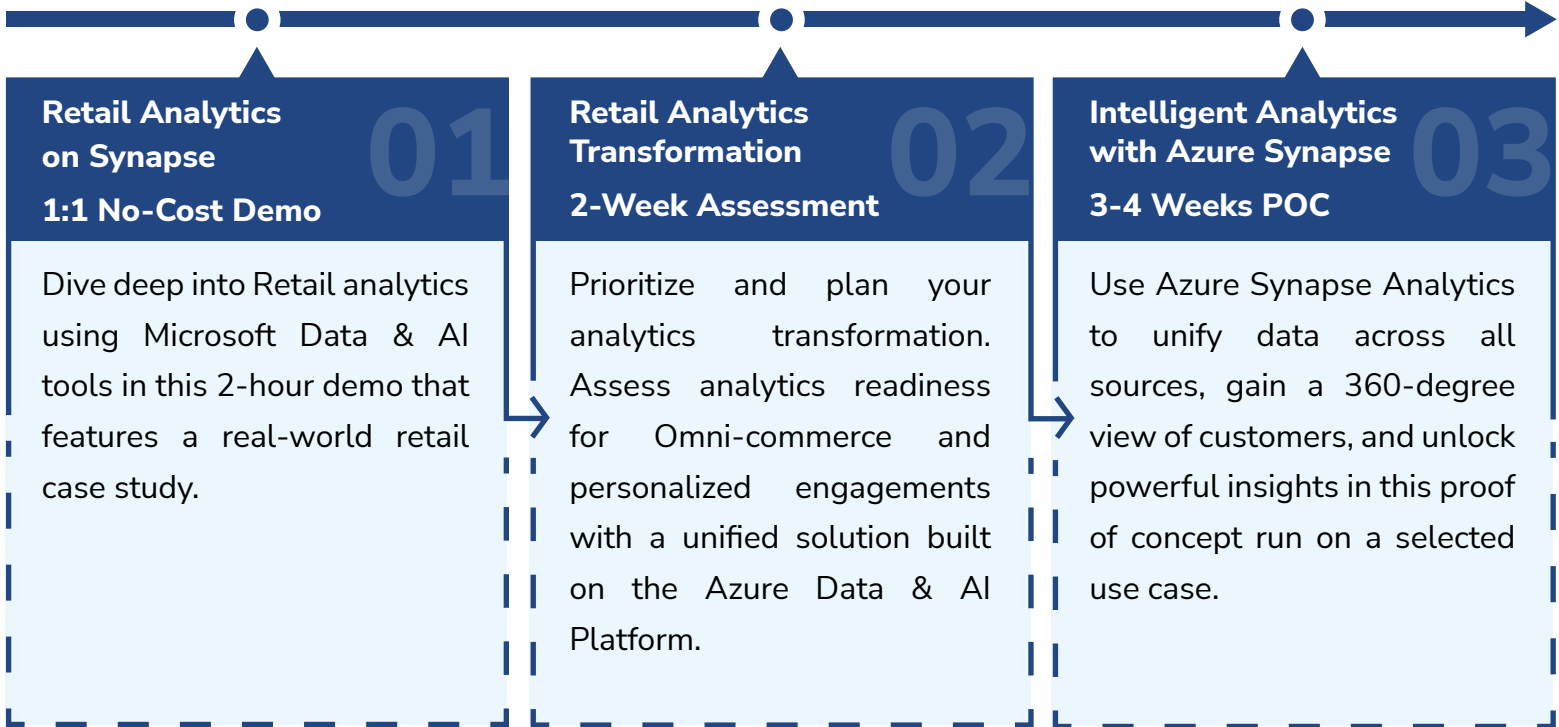 01
Retail Analytics
on Synapse
1:1 No-Cost Demo
Dive deep into Retail analytics
using Microsoft Data & AI
tools in this 2-hour demo that
features a real-world retail
case study.
02
Retail Analytics
Transformation
2-Week Assessment
Prioritize and plan your
analytics transformation.
Assess analytics readiness
for Omni-commerce and
personalized engagements
with a unified solution built
on the Azure Data & AI
Platform.
03
Intelligent Analytics
with Azure Synapse
3-4 Weeks POC
Use Azure Synapse Analytics
to unify data across all
sources, gain a 360-degree
view of customers, and unlock
powerful insights in this proof
of concept run on a selected
use case.